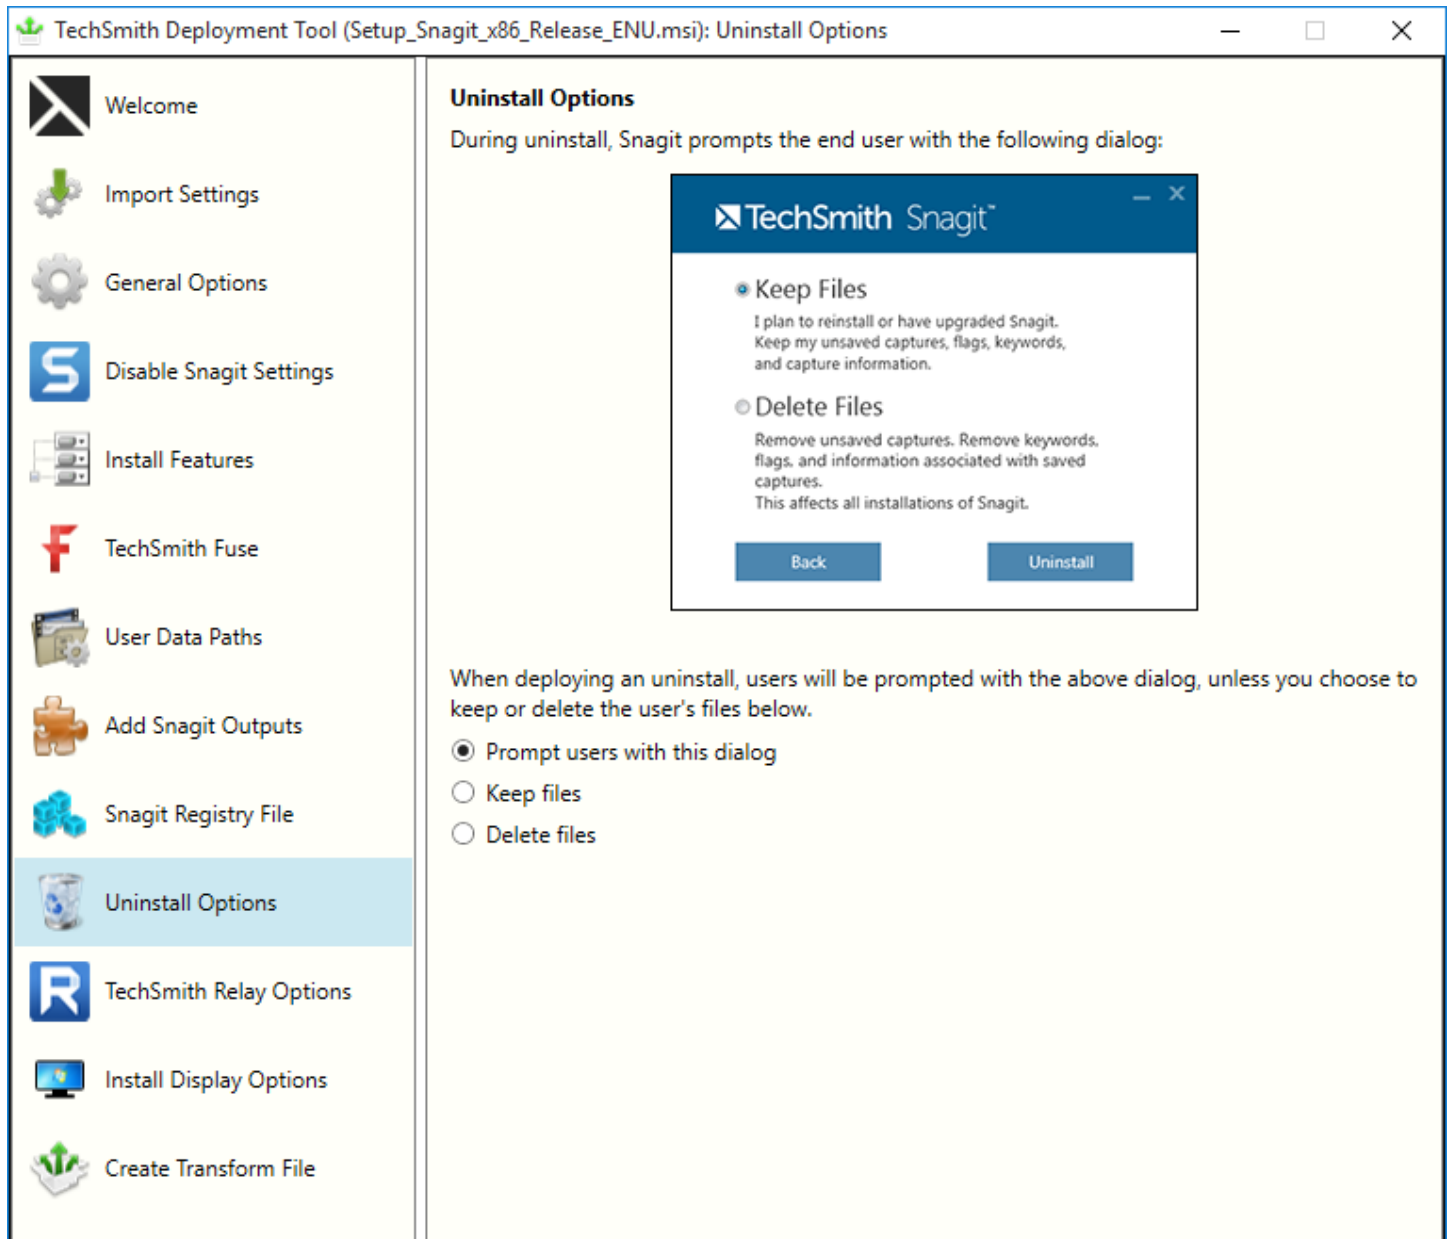 TechSmith Deployment Tool (Setup_Snagit_x86_Release_ENU.msi): Uninstall Options
Welcome
Import Settings
General Options
Disable Snagit Settings
Install Features
TechSmith Fuse
User Data Paths
Add Snagit Outputs
Snagit Registry File
Uninstall Options
TechSmith Relay Options
Install Display Options
Create Transform File
Uninstall Options
During uninstall, Snagit prompts the end user with the following dialog:
TechSmith Snagit™
Keep Files
I plan to reinstall or have upgraded Snagit.
Keep my unsaved captures, flags, keywords,
and capture information.
Delete Files
Remove unsaved captures. Remove keywords,
flags, and information associated with saved
captures.
This affects all installations of Snagit.
Back
Uninstall
When deploying an uninstall, users will be prompted with the above dialog, unless you choose to
keep or delete the user's files below.
Prompt users with this dialog
Keep files
Delete files